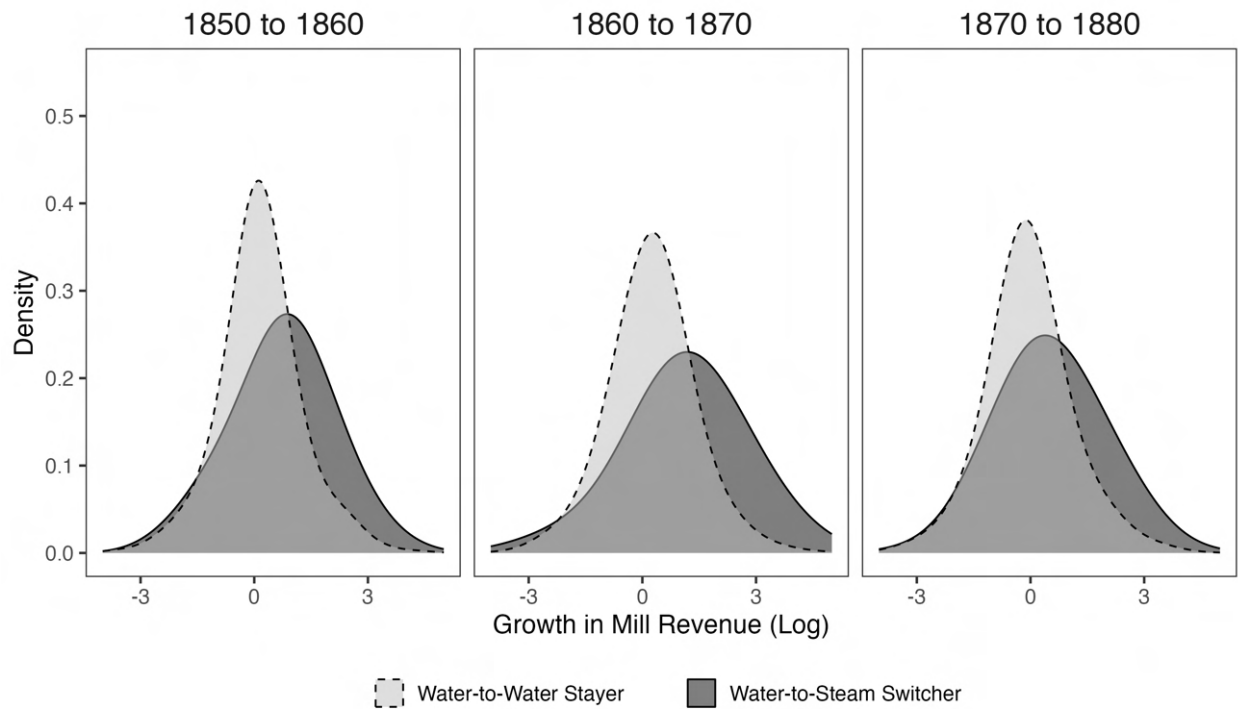 1850 to 1860
1860 to 1870
1870 to 1880
Density
0.5
0.4
0.3
0.2
0.1
0.0
-3 0 3
-3 0 3
-3 0 3
Growth in Mill Revenue (Log)
Water-to-Water Stayer
Water-to-Steam Switcher